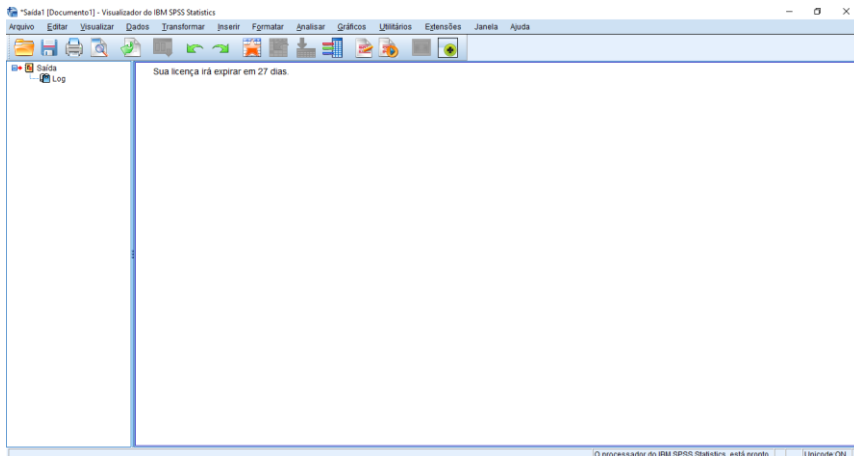 *Saída1 [Documento1] - Visualizador do IBM SPSS Statistics
Arquivo Editar Visualizar Dados Transformar Inserir Formatar Analisar Gráficos Utilitários Extensões Janela Ajuda
Saída
Log
Sua licença irá expirar em 27 dias.
O processador do IBM SPSS Statistics está pronto
Unicode:ON